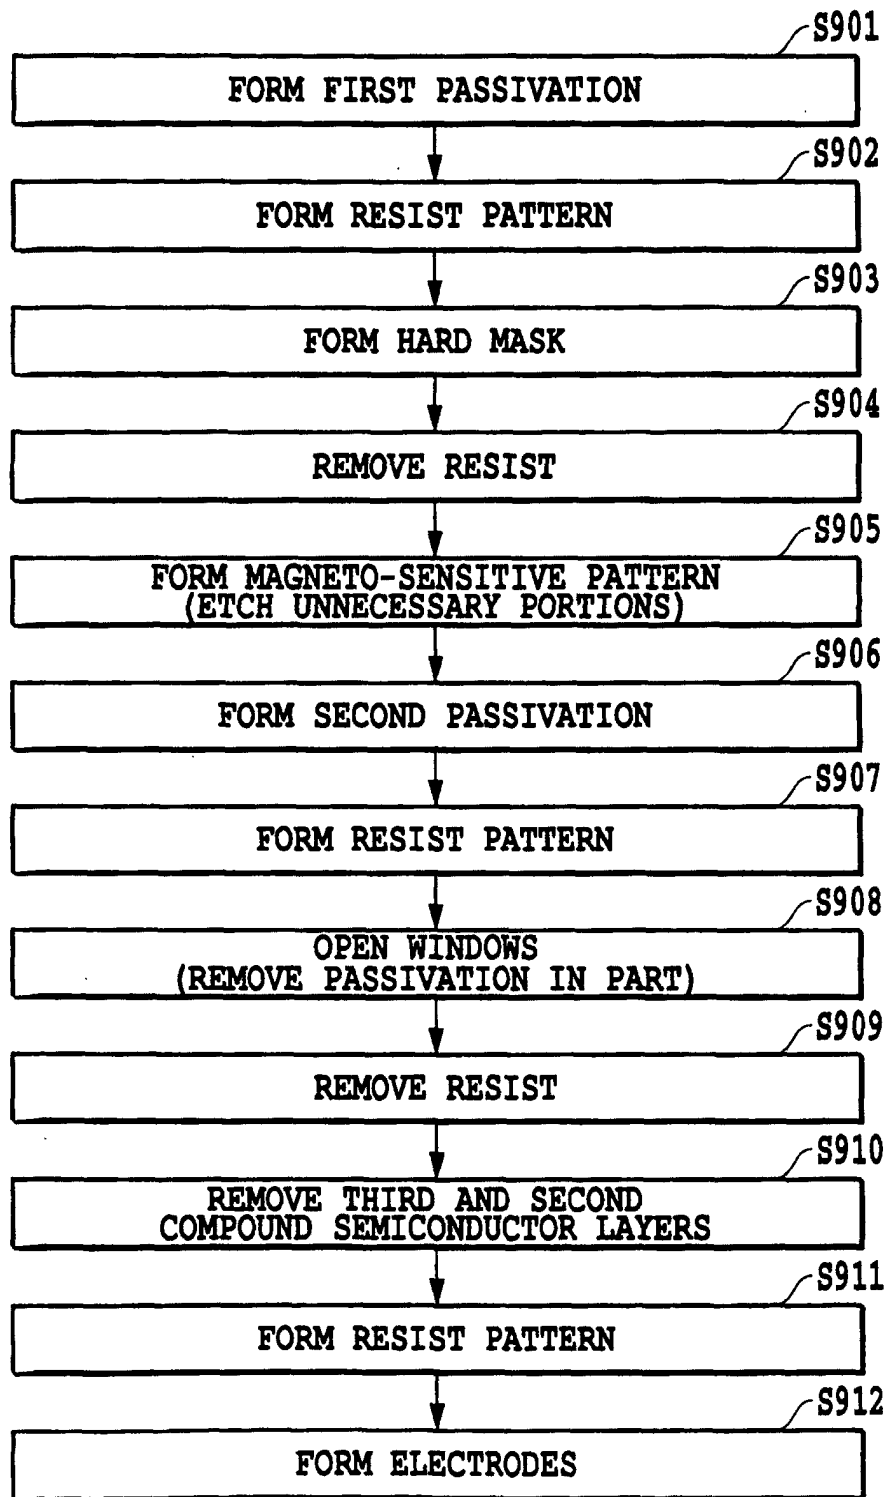 S901
FORM FIRST PASSIVATION
S902
FORM RESIST PATTERN
S903
FORM HARD MASK
S904
REMOVE RESIST
S905
FORM MAGNETO-SENSITIVE PATTERN
(ETCH UNNECESSARY PORTIONS)
S906
FORM SECOND PASSIVATION
S907
FORM RESIST PATTERN
S908
OPEN WINDOWS
(REMOVE PASSIVATION IN PART)
S909
REMOVE RESIST
S910
REMOVE THIRD AND SECOND
COMPOUND SEMICONDUCTOR LAYERS
S911
FORM RESIST PATTERN
S912
FORM ELECTRODES